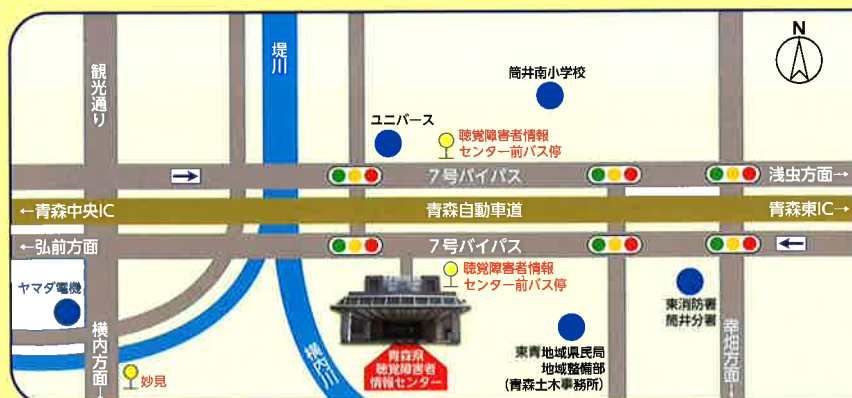 N
観光通り
堤川
筒井南小学校
ユニバース
聴覚障害者情報
センター前バス停
7号バイパス
浅虫方面→
←青森中央IC
青森自動車道
青森東IC→
←弘前方面
7号バイパス
聴覚障害者情報
センター前バス停
ヤマダ電機
東消防署
筒井分署
横内方面→
妙見
横内川
青森県
聴覚障害者
情報センター
東青地域県民局
地域整備部
(青森土木事務所)
幸畑方面→